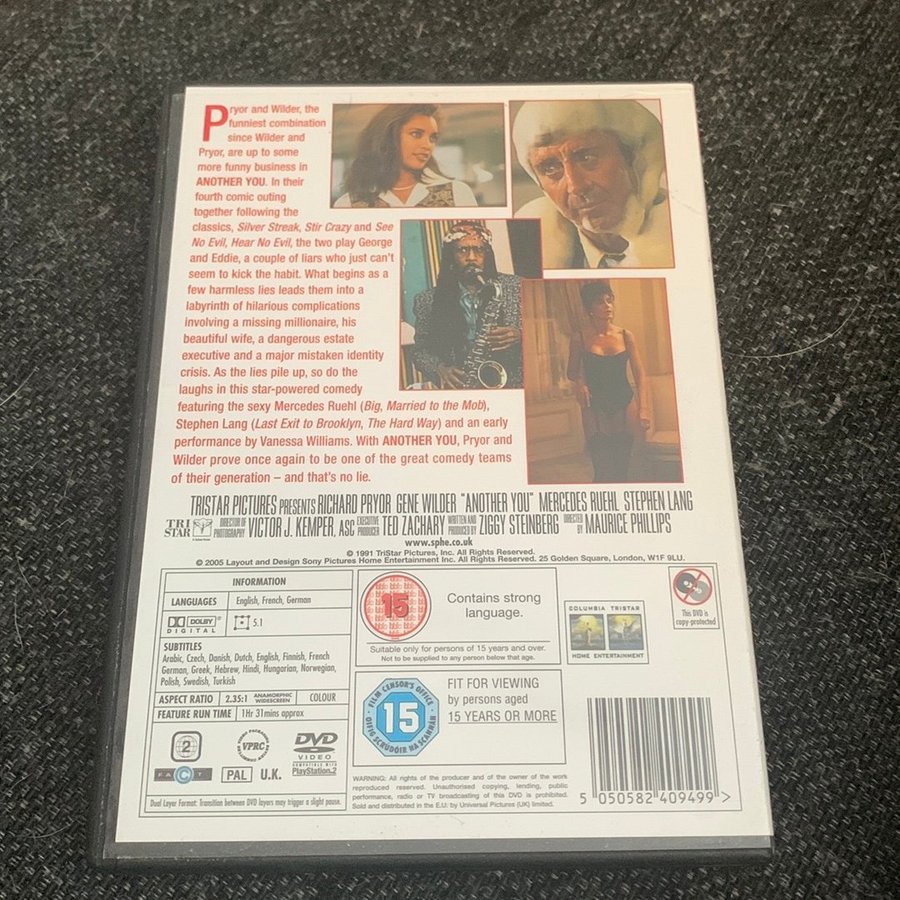 Pryor and Wilder, the
funniest combination
since Wilder and
Pryor, are up to some
more funny business in
ANOTHER YOU. In their
fourth comic outing
together following the
classics, Silver Streak, Stir Crazy and See
No Evil, Hear No Evil, the two play George
and Eddie, a couple of liars who just can't
seem to kick the habit. What begins as a
few harmless lies leads them into a
labyrinth of hilarious complications
involving a missing millionaire, his
beautiful wife, a dangerous estate
executive and a major mistaken identity
crisis. As the lies pile up, so do the
laughs in this star-powered comedy
featuring the sexy Mercedes Ruehl (Big, Married to the Mob),
Stephen Lang (Last Exit to Brooklyn, The Hard Way) and an early
performance by Vanessa Williams. With ANOTHER YOU, Pryor and
Wilder prove once again to be one of the great comedy teams
of their generation – and that's no lie.
TRISTAR PICTURES PRESENTS RICHARD PRYOR GENE WILDER "ANOTHER YOU" MERCEDES RUEHL STEPHEN LANG
TRI STAR DIRECTOR OF PHOTOGRAPHY VICTOR J. KEMPER, ASC EXECUTIVE PRODUCER TED ZACHARY WRITTEN AND PRODUCED BY ZIGGY STEINBERG DIRECTED BY MAURICE PHILLIPS
www.sphe.co.uk
© 1991 TriStar Pictures, Inc. All Rights Reserved.
© 2005 Layout and Design Sony Pictures Home Entertainment Inc. All Rights Reserved. 25 Golden Square, London, W1F 9LU.
INFORMATION
LANGUAGES English, French, German
DOLBY DIGITAL 5.1
SUBTITLES
Arabic, Czech, Danish, Dutch, English, Finnish, French
German, Greek, Hebrew, Hindi, Hungarian, Norwegian,
Polish, Swedish, Turkish
ASPECT RATIO 2.35:1 ANAMORPHIC WIDESCREEN COLOUR
FEATURE RUN TIME 1Hr 31mins approx
2 VPRC DVD VIDEO
FACT PAL U.K. COMPATIBLE WITH PlayStation.2
Dual Layer Format: Transition between DVD layers may trigger a slight pause.
15
Contains strong
language.
Suitable only for persons of 15 years and over.
Not to be supplied to any person below that age.
FILM CENSOR'S OFFICE
15
OIFIG SCRÚDÓIR NA SCANNÁN
FIT FOR VIEWING
by persons aged
15 YEARS OR MORE
WARNING: All rights of the producer and of the owner of the work
reproduced reserved. Unauthorised copying, lending, public
performance, radio or TV broadcasting of this DVD is prohibited.
Sold and distributed in the E.U. by Universal Pictures (UK) limited.
COLUMBIA TRISTAR
HOME ENTERTAINMENT
This DVD is
copy-protected
5 050582 409499 >